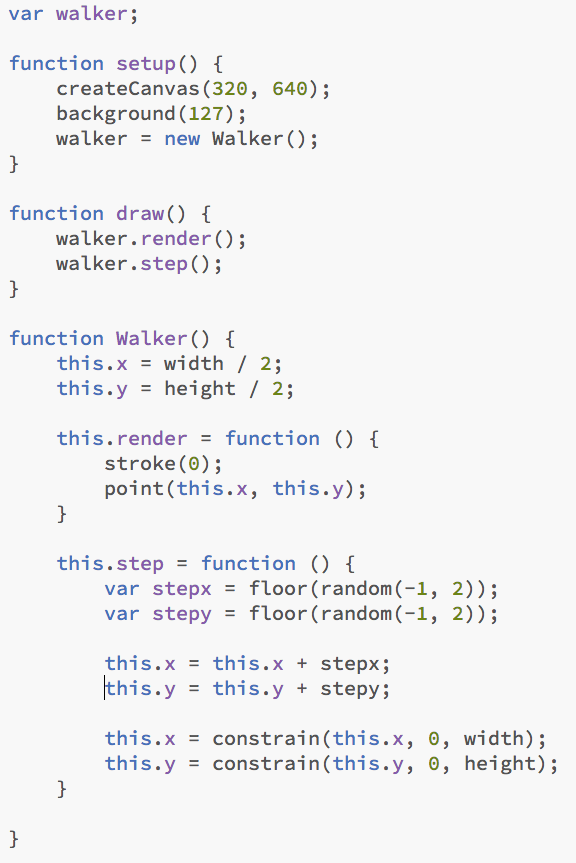 var walker;

function setup() {
    createCanvas(320, 640);
    background(127);
    walker = new Walker();
}

function draw() {
    walker.render();
    walker.step();
}

function Walker() {
    this.x = width / 2;
    this.y = height / 2;

    this.render = function () {
        stroke(0);
        point(this.x, this.y);
    }

    this.step = function () {
        var stepx = floor(random(-1, 2));
        var stepy = floor(random(-1, 2));

        this.x = this.x + stepx;
        this.y = this.y + stepy;

        this.x = constrain(this.x, 0, width);
        this.y = constrain(this.y, 0, height);
    }

}